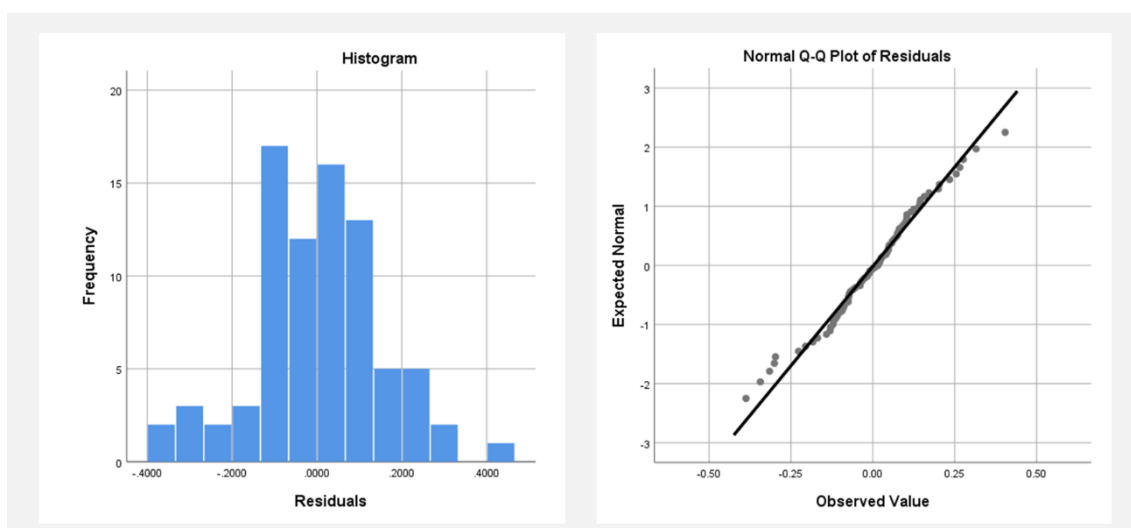 Histogram
20
15
10
5
0
Frequency
-.4000 -.2000 .0000 .2000 .4000
Residuals
Normal Q-Q Plot of Residuals
3
2
1
0
-1
-2
-3
Expected Normal
-0.50 -0.25 0.00 0.25 0.50
Observed Value